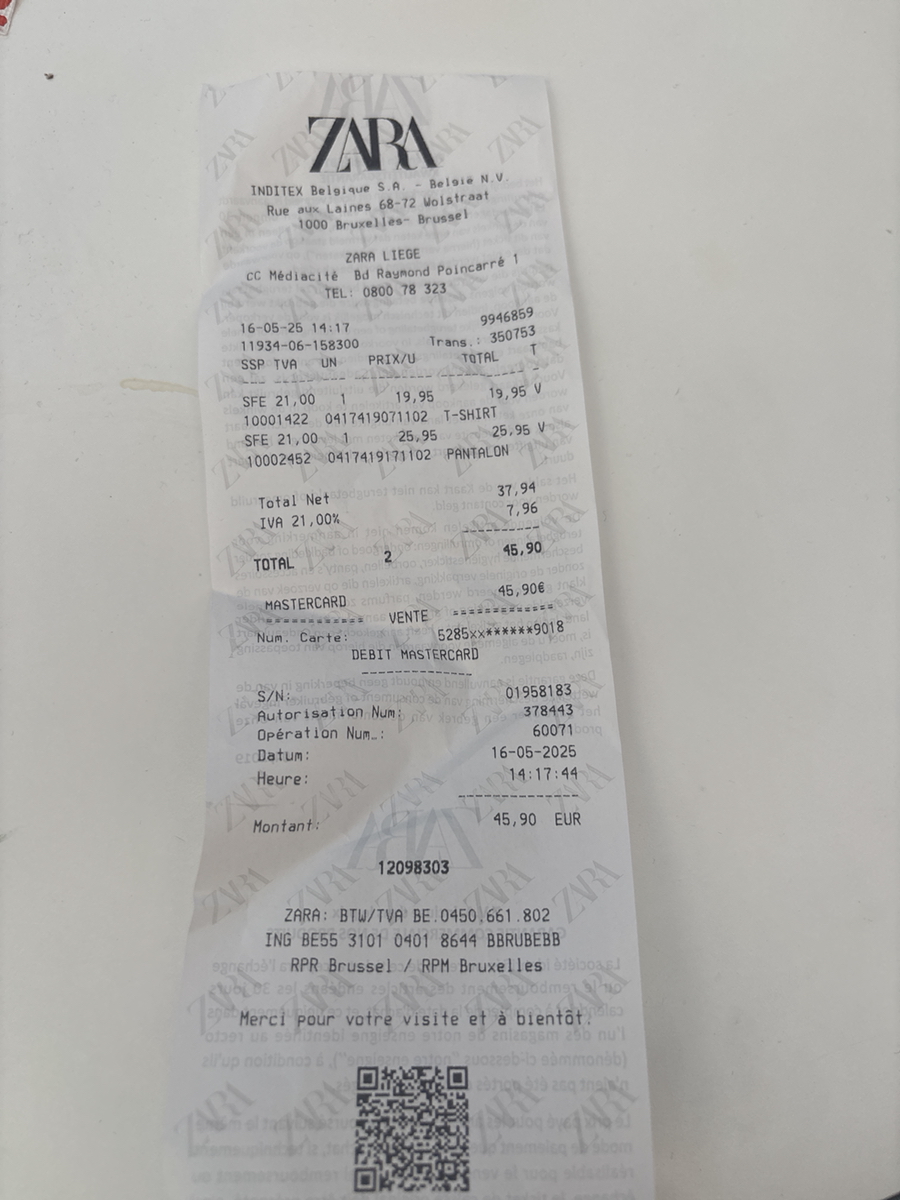 ZARA
INDITEX Belgique S.A. - België N.V.
Rue aux Laines 68-72 Wolstraat
1000 Bruxelles- Brussel
ZARA LIEGE
CC Médiacité Bd Raymond Poincarré 1
TEL: 0800 78 323
9946859
16-05-25 14:17
11934-06-158300 Trans.: 350753
SSP TVA UN PRIX/U TOTAL T
SFE 21,00 1 19,95 19,95 V
10001422 0417419071102 T-SHIRT
SFE 21,00 1 25,95 25,95 V
10002452 0417419171102 PANTALON
Total Net 37,94
IVA 21,00% 7,96
TOTAL 2 45,90
MASTERCARD 45,90€
============ VENTE ============
Num. Carte: 5285xx******9018
DEBIT MASTERCARD
S/N: 01958183
Autorisation Num: 378443
Opération Num..: 60071
Datum: 16-05-2025
Heure: 14:17:44
Montant: 45,90 EUR
12098303
ZARA: BTW/TVA BE.0450.661.802
ING BE55 3101 0401 8644 BBRUBEBB
RPR Brussel / RPM Bruxelles
Merci pour votre visite et à bientôt.